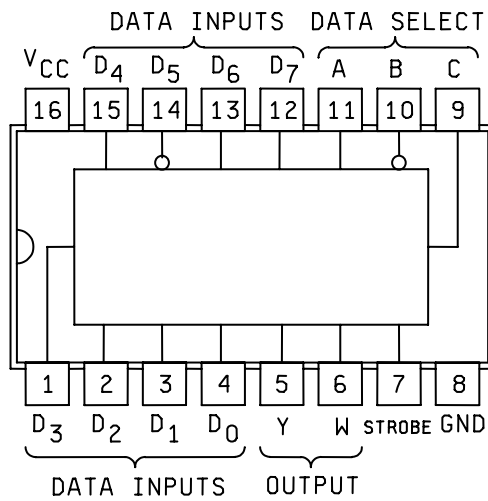 DATA INPUTS DATA SELECT
VCC D4 D5 D6 D7 A B C
16 15 14 13 12 11 10 9
1 2 3 4 5 6 7 8
D3 D2 D1 D0 Y W STROBE GND
DATA INPUTS OUTPUT